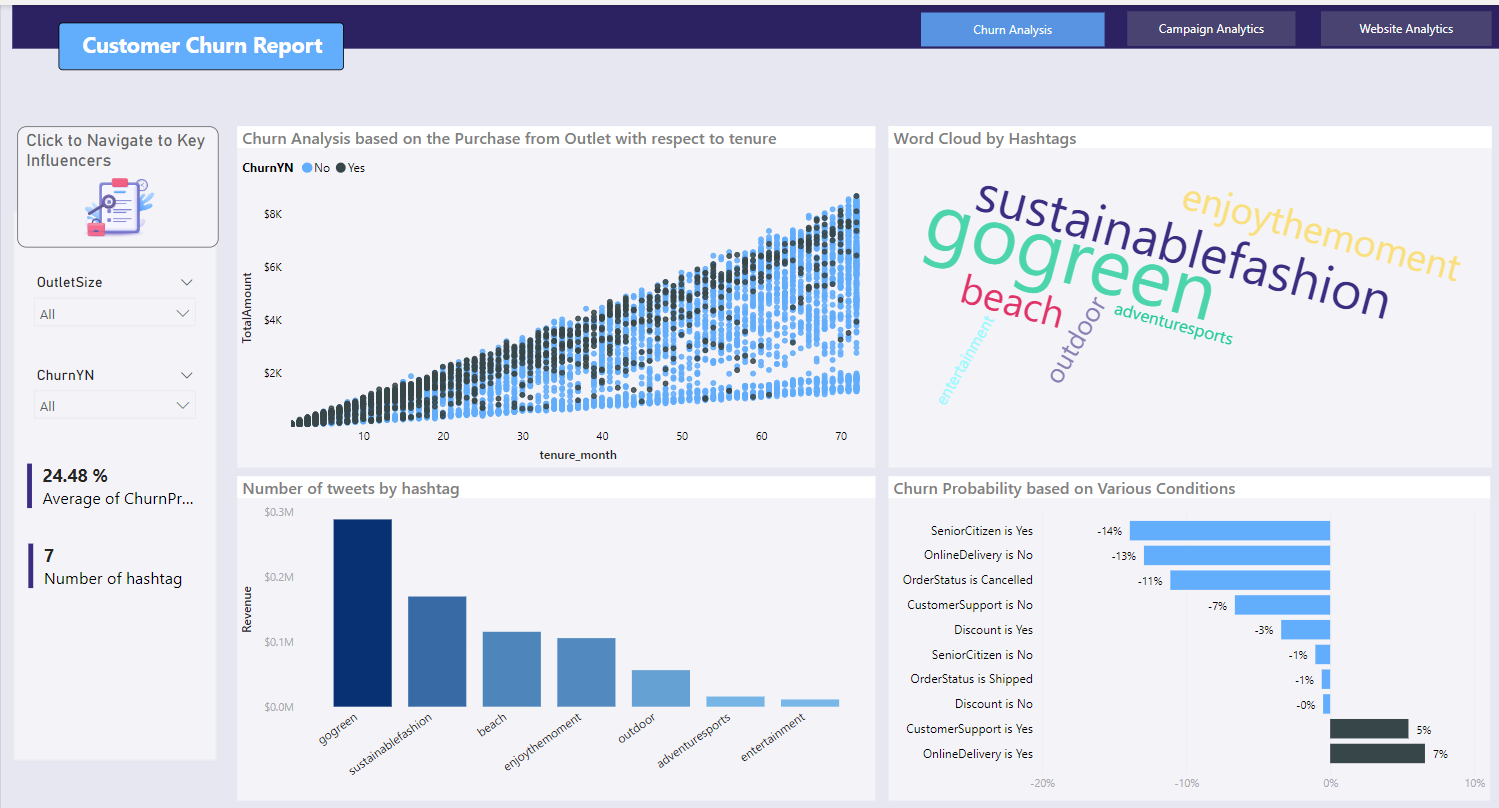 Customer Churn Report
Churn Analysis
Campaign Analytics
Website Analytics
Click to Navigate to Key
Influencers
OutletSize
All
ChurnYN
All
24.48 %
Average of ChurnPr...
7
Number of hashtag
Churn Analysis based on the Purchase from Outlet with respect to tenure
ChurnYN No Yes
TotalAmount
$8K
$6K
$4K
$2K
10 20 30 40 50 60 70
tenure_month
Word Cloud by Hashtags
sustainablefashion
enjoythemoment
gogreen
beach
adventuresports
outdoor
entertainment
Number of tweets by hashtag
Revenue
$0.3M
$0.2M
$0.1M
$0.0M
gogreen
sustainablefashion
beach
enjoythemoment
outdoor
adventuresports
entertainment
Churn Probability based on Various Conditions
SeniorCitizen is Yes -14%
OnlineDelivery is No -13%
OrderStatus is Cancelled -11%
CustomerSupport is No -7%
Discount is Yes -3%
SeniorCitizen is No -1%
OrderStatus is Shipped -1%
Discount is No -0%
CustomerSupport is Yes 5%
OnlineDelivery is Yes 7%
-20% -10% 0% 10%